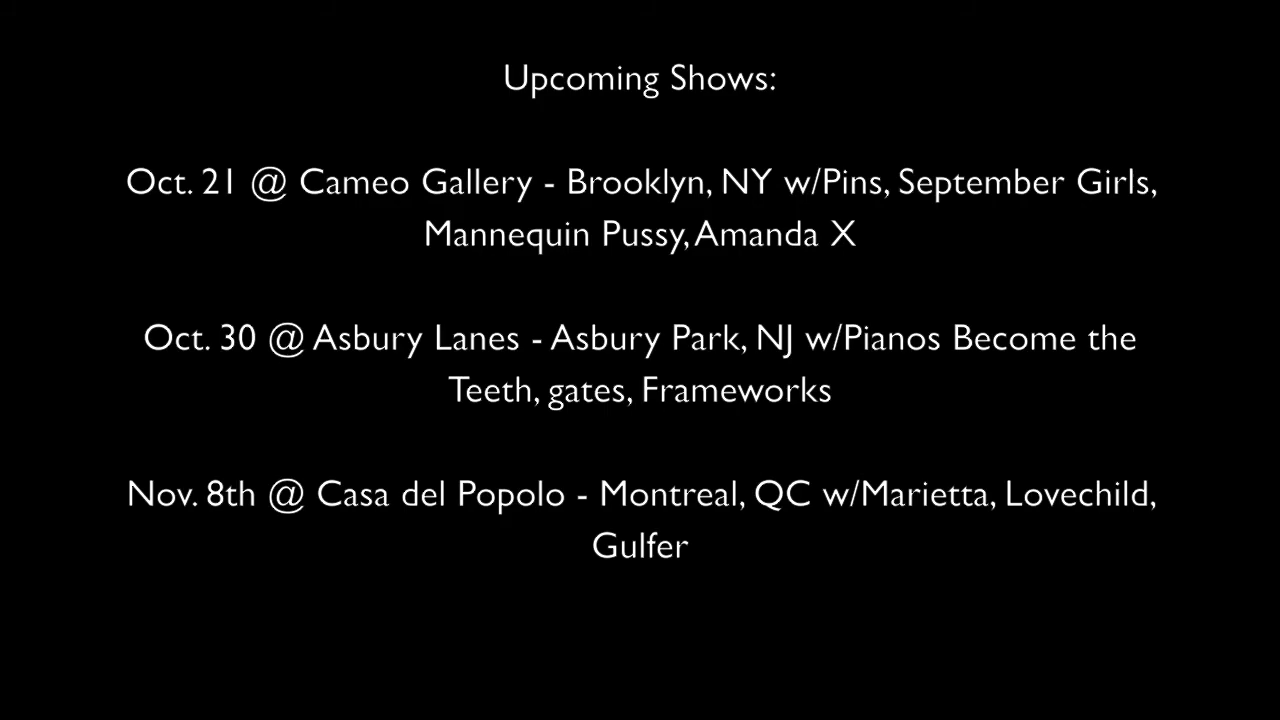 Upcoming Shows:
Oct. 21 @ Cameo Gallery - Brooklyn, NY w/Pins, September Girls,
Mannequin Pussy, Amanda X
Oct. 30 @ Asbury Lanes - Asbury Park, NJ w/Pianos Become the
Teeth, gates, Frameworks
Nov. 8th @ Casa del Popolo - Montreal, QC w/Marietta, Lovechild,
Gulfer